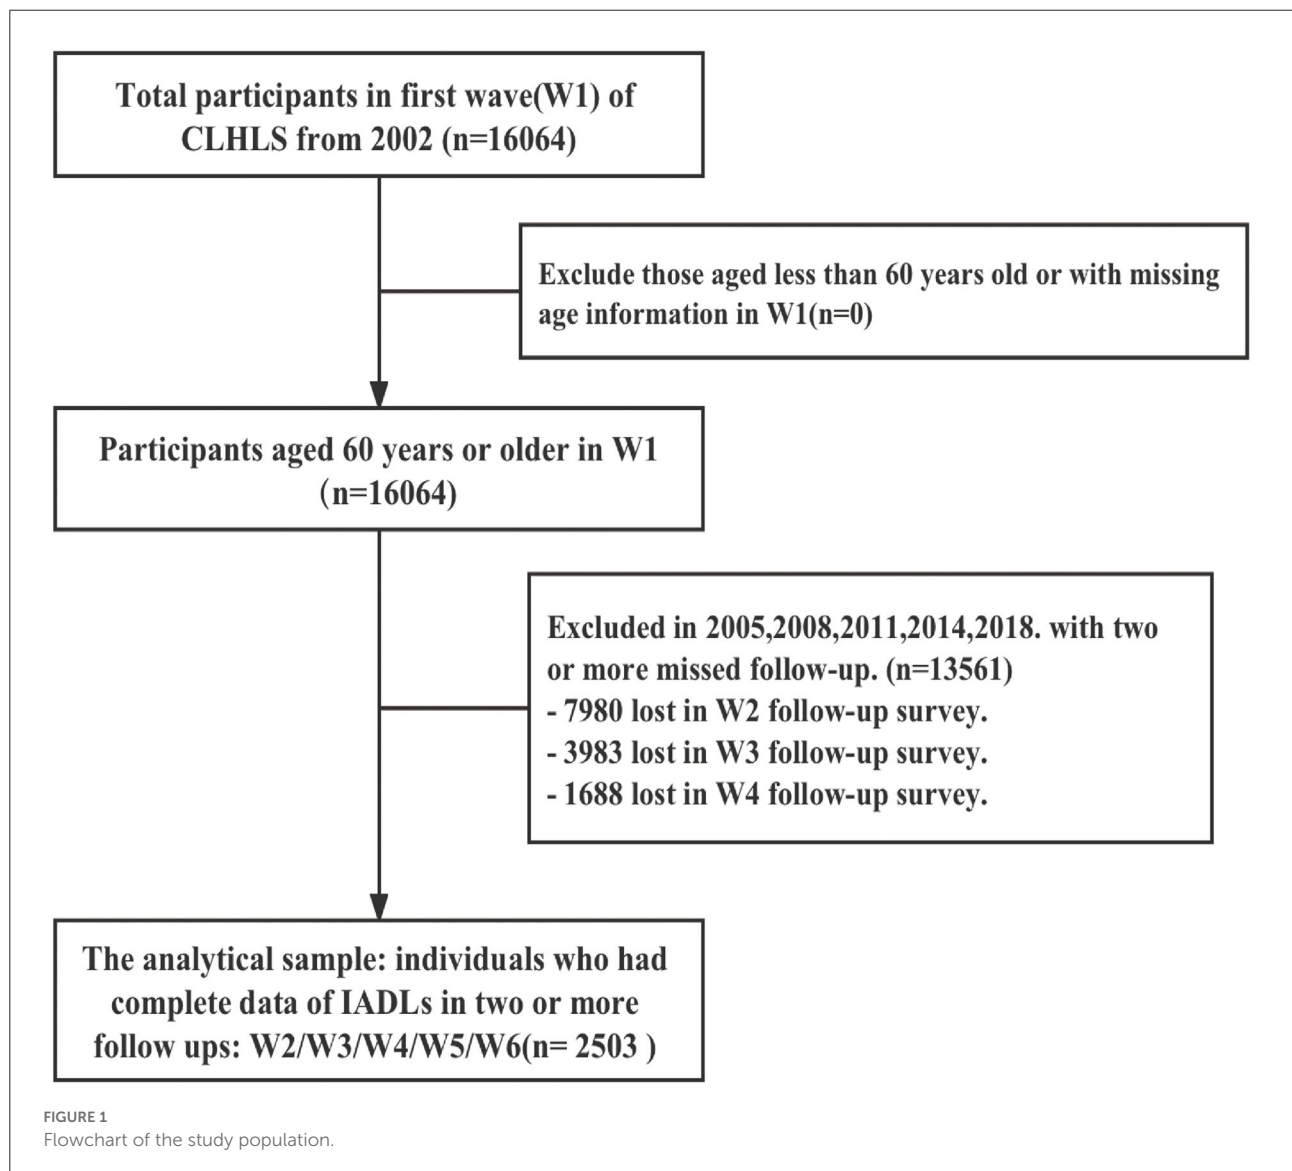 Total participants in first wave(W1) of
CLHLS from 2002 (n=16064)
Exclude those aged less than 60 years old or with missing
age information in W1(n=0)
Participants aged 60 years or older in W1
(n=16064)
Excluded in 2005,2008,2011,2014,2018. with two
or more missed follow-up. (n=13561)
- 7980 lost in W2 follow-up survey.
- 3983 lost in W3 follow-up survey.
- 1688 lost in W4 follow-up survey.
The analytical sample: individuals who had
complete data of IADLs in two or more
follow ups: W2/W3/W4/W5/W6(n= 2503 )
FIGURE 1
Flowchart of the study population.